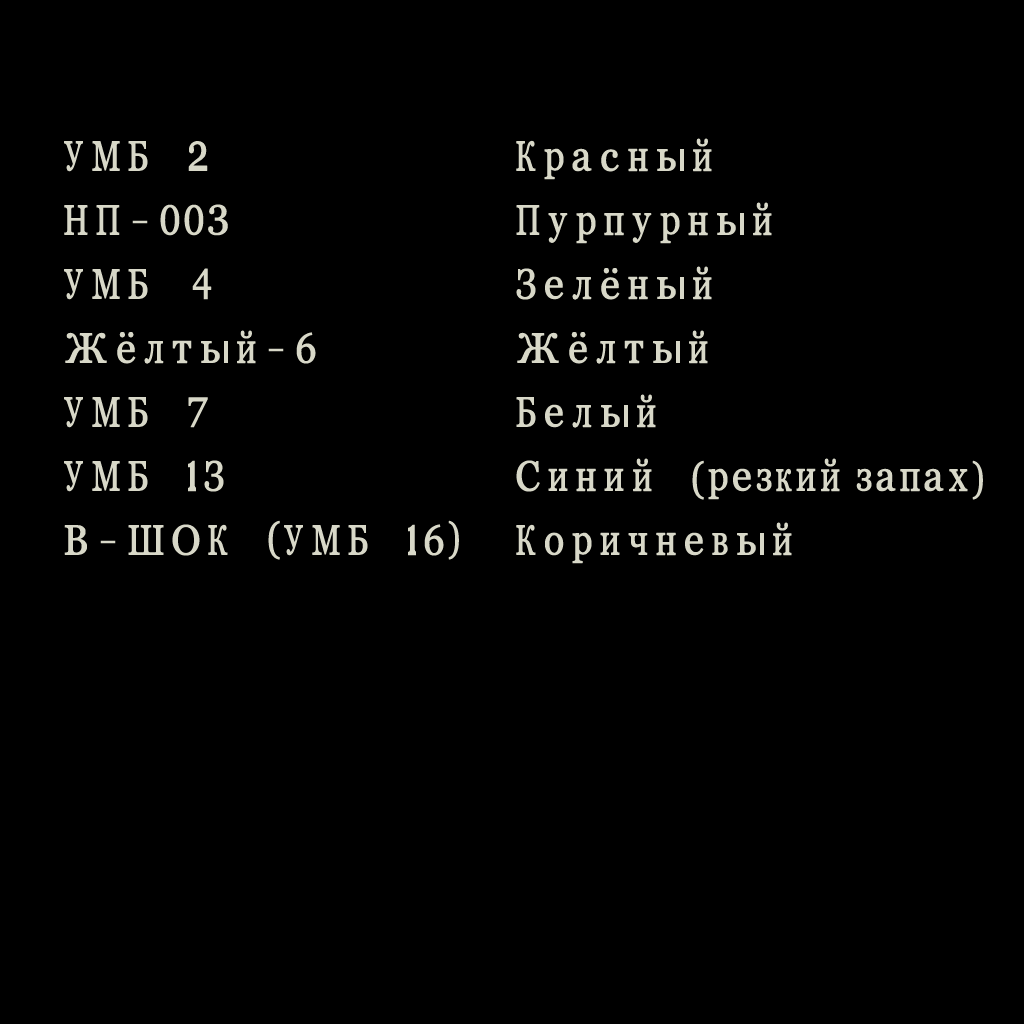 УМБ 2 Красный
НП-003 Пурпурный
УМБ 4 Зелёный
Жёлтый-6 Жёлтый
УМБ 7 Белый
УМБ 13 Синий (резкий запах)
В-ШОК (УМБ 16) Коричневый